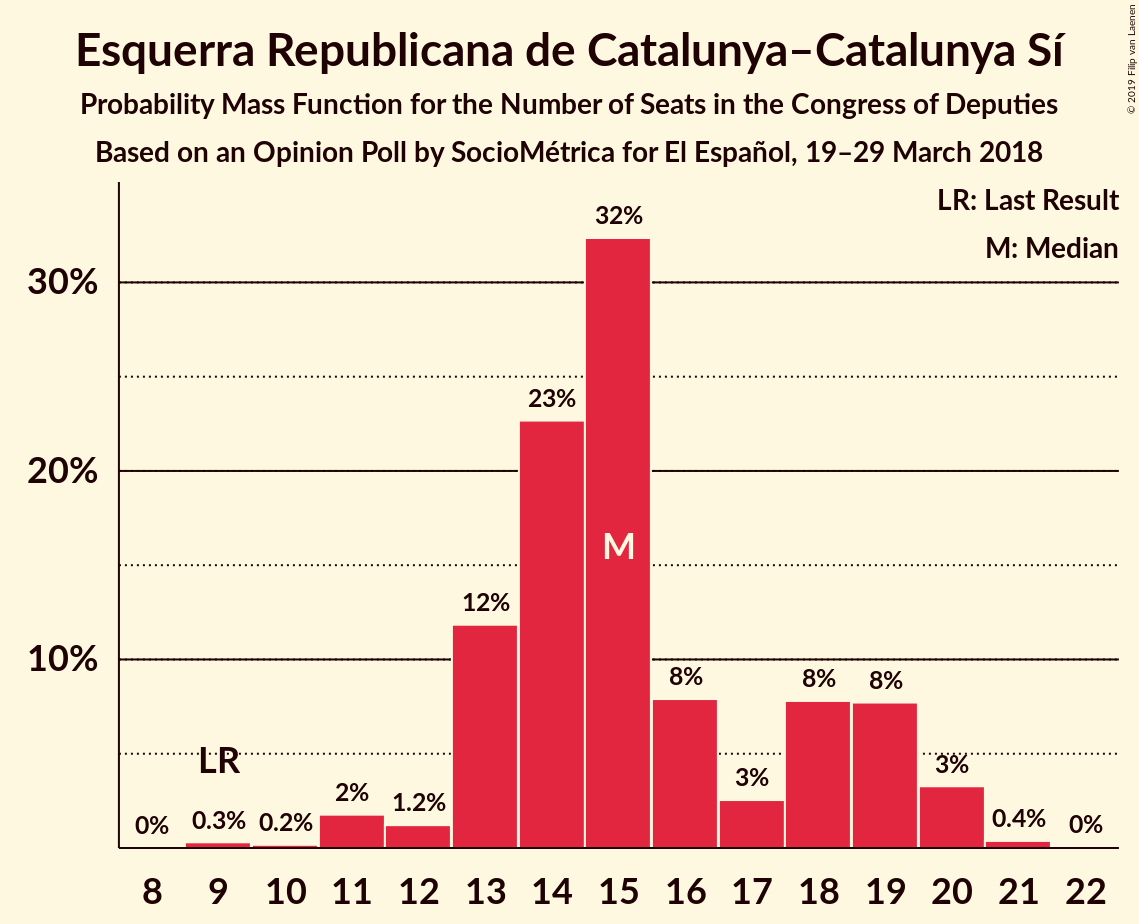 Esquerra Republicana de Catalunya–Catalunya Sí
Probability Mass Function for the Number of Seats in the Congress of Deputies
Based on an Opinion Poll by SocioMétrica for El Español, 19–29 March 2018
© 2019 Filip van Laenen
LR: Last Result
M: Median
30%
20%
10%
0%
0.3%
0.2%
2%
1.2%
12%
23%
32%
8%
3%
8%
8%
3%
0.4%
0%
LR
M
8 9 10 11 12 13 14 15 16 17 18 19 20 21 22